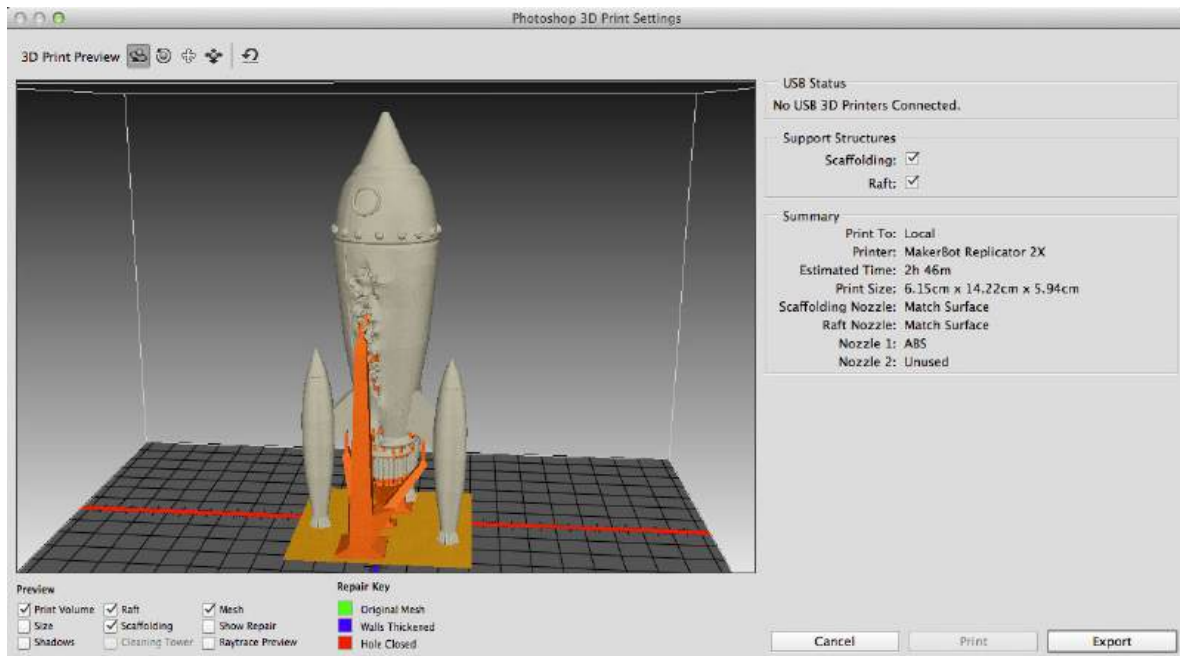 Photoshop 3D Print Settings
3D Print Preview
USB Status
No USB 3D Printers Connected.
Support Structures
Scaffolding:
Raft:
Summary
Print To: Local
Printer: MakerBot Replicator 2X
Estimated Time: 2h 46m
Print Size: 6.15cm x 14.22cm x 5.94cm
Scaffolding Nozzle: Match Surface
Raft Nozzle: Match Surface
Nozzle 1: ABS
Nozzle 2: Unused
Preview
Print Volume Raft Mesh
Size Scaffolding Show Repair
Shadows Cleaning Tower Raytrace Preview
Repair Key
Original Mesh
Walls Thickened
Hole Closed
Cancel Print Export